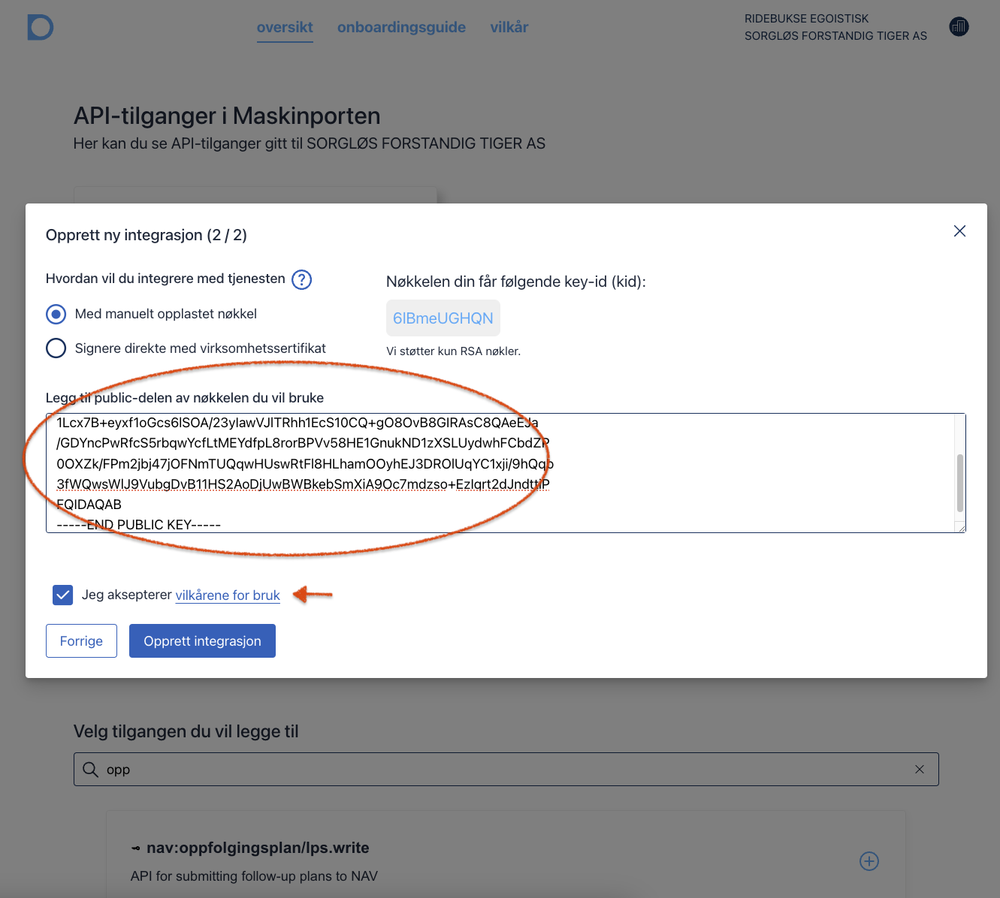 oversikt onboardingsguide vilkår
RIDEBUKSE EGOISTISK
SORGLØS FORSTANDIG TIGER AS
API-tilganger i Maskinporten
Her kan du se API-tilganger gitt til SORGLØS FORSTANDIG TIGER AS
Opprett ny integrasjon (2 / 2)
Hvordan vil du integrere med tjenesten ?
Med manuelt opplastet nøkkel
Signere direkte med virksomhetssertifikat
Nøkkelen din får følgende key-id (kid):
6lBmeUGHQN
Vi støtter kun RSA nøkler.
Legg til public-delen av nøkkelen du vil bruke
1Lcx7B+eyxf1oGcs6lSOA/23ylawVJlTRhh1EcS10CQ+gO8OvB8GIRAsC8QAeEJa
/GDYncPwRfcS5rbqwYcfLtMEYdfpL8rorBPVv58HE1GnukND1zXSLUydwhFCbdZP
0OXZk/FPm2jbj47jOFNmTUQqwHUswRtFl8HLhamOOyhEJ3DROlUqYC1xji/9hQqb
3fWQwsWlJ9VubgDvB11HS2AoDjUwBWBkebSmXiA9Oc7mdzso+EzIqrt2dJndttiP
FQIDAQAB
-----END PUBLIC KEY-----
Jeg aksepterer vilkårene for bruk
Forrige Opprett integrasjon
Velg tilgangen du vil legge til
opp
nav:oppfolgingsplan/lps.write
API for submitting follow-up plans to NAV